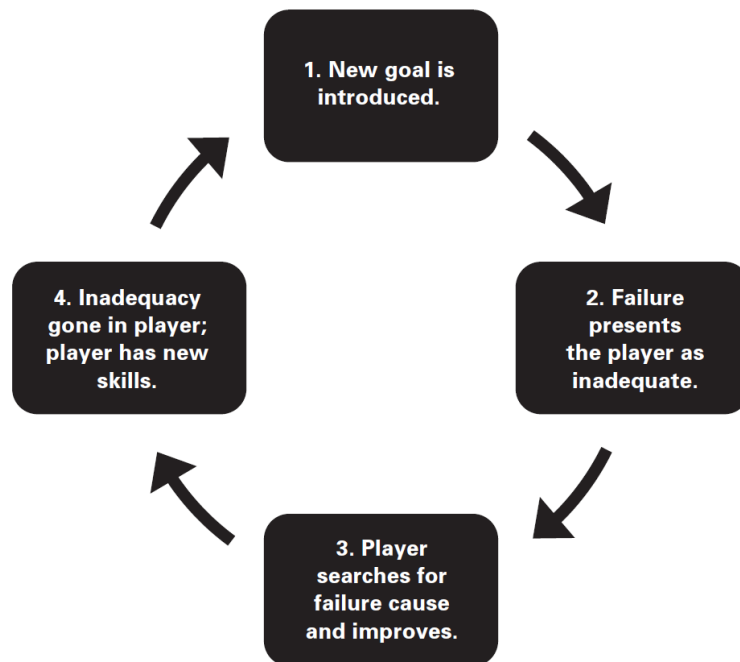 1. New goal is
introduced.
2. Failure
presents
the player as
inadequate.
3. Player
searches for
failure cause
and improves.
4. Inadequacy
gone in player;
player has new
skills.